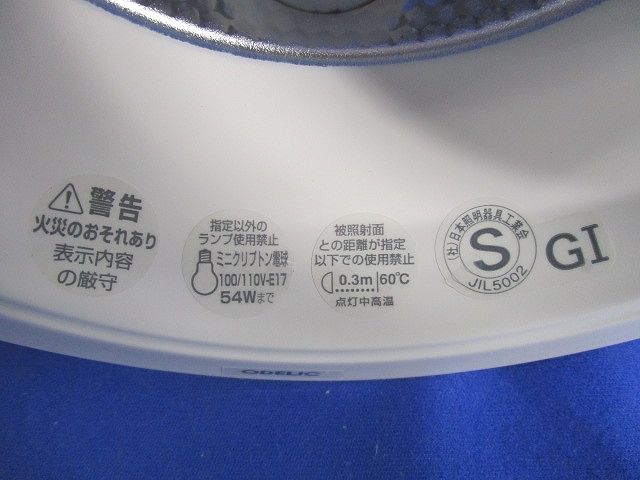 ⚠警告
火災のおそれあり
表示内容
の厳守
指定以外の
ランプ使用禁止
ミニクリプトン電球
100/110V-E17
54Wまで
被照射面
との距離が指定
以下での使用禁止
0.3m 60℃
点灯中高温
(社)日本照明器具工業会
S
JIL5002
GI
ODELIC